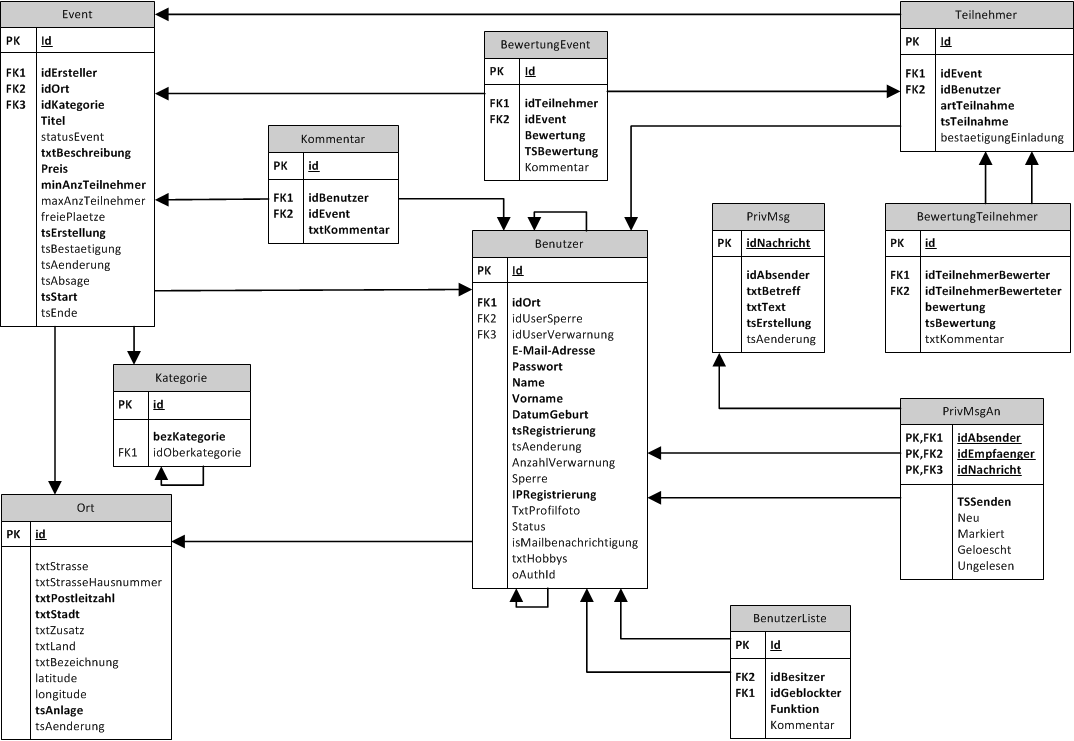 Event
PK Id
FK1 idErsteller
FK2 idOrt
FK3 idKategorie
Titel
statusEvent
txtBeschreibung
Preis
minAnzTeilnehmer
maxAnzTeilnehmer
freiePlaetze
tsErstellung
tsBestaetigung
tsAenderung
tsAbsage
tsStart
tsEnde
Teilnehmer
PK Id
FK1 idEvent
FK2 idBenutzer
artTeilnahme
tsTeilnahme
bestaetigungEinladung
BewertungEvent
PK Id
FK1 idTeilnehmer
FK2 idEvent
Bewertung
TSBewertung
Kommentar
Kommentar
PK id
FK1 idBenutzer
FK2 idEvent
txtKommentar
Benutzer
PK Id
FK1 idOrt
FK2 idUserSperre
FK3 idUserVerwarnung
E-Mail-Adresse
Passwort
Name
Vorname
DatumGeburt
tsRegistrierung
tsAenderung
AnzahlVerwarnung
Sperre
IPRegistrierung
TxtProfilfoto
Status
isMailbenachrichtigung
txtHobbys
oAuthId
PrivMsg
PK idNachricht
idAbsender
txtBetreff
txtText
tsErstellung
tsAenderung
BewertungTeilnehmer
PK id
FK1 idTeilnehmerBewerter
FK2 idTeilnehmerBewerteter
bewertung
tsBewertung
txtKommentar
Kategorie
PK id
bezKategorie
FK1 idOberkategorie
PrivMsgAn
PK,FK1 idAbsender
PK,FK2 idEmpfaenger
PK,FK3 idNachricht
TSSenden
Neu
Markiert
Geloescht
Ungelesen
Ort
PK id
txtStrasse
txtStrasseHausnummer
txtPostleitzahl
txtStadt
txtZusatz
txtLand
txtBezeichnung
latitude
longitude
tsAnlage
tsAenderung
BenutzerListe
PK Id
FK2 idBesitzer
FK1 idGeblockter
Funktion
Kommentar